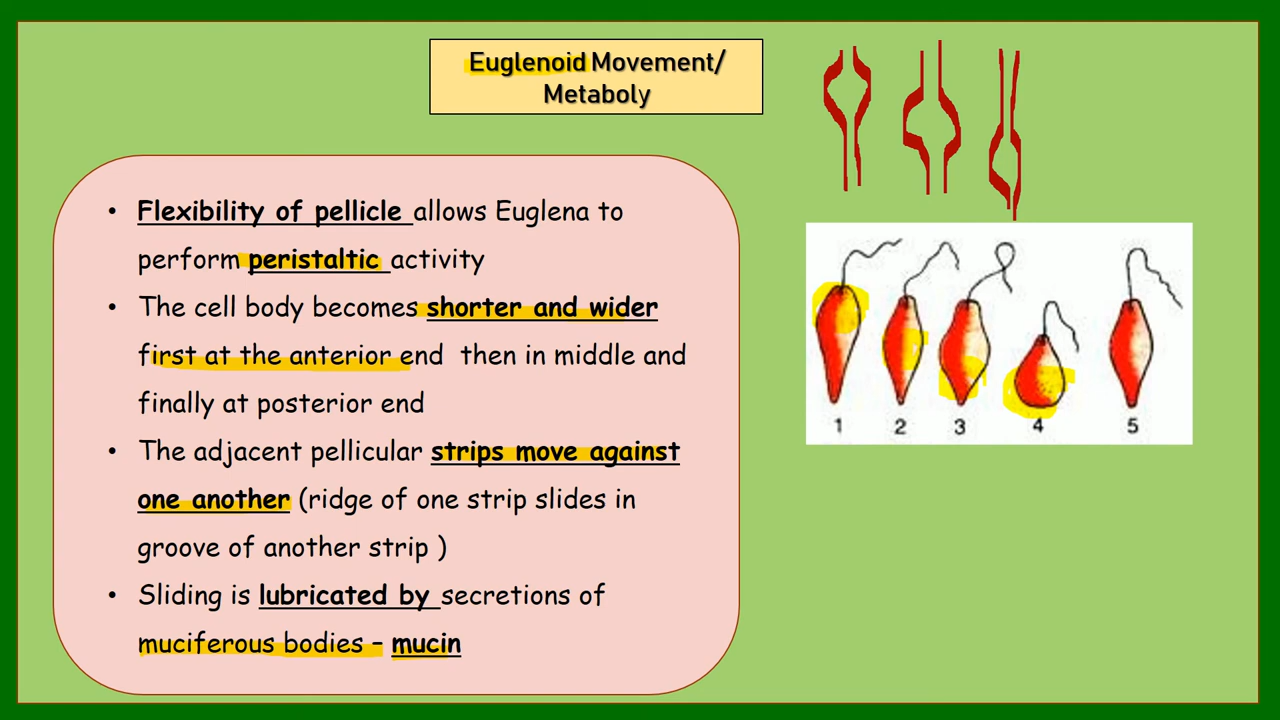 Euglenoid Movement/
Metaboly
• Flexibility of pellicle allows Euglena to
perform peristaltic activity
• The cell body becomes shorter and wider
first at the anterior end then in middle and
finally at posterior end
• The adjacent pellicular strips move against
one another (ridge of one strip slides in
groove of another strip )
• Sliding is lubricated by secretions of
muciferous bodies – mucin
1 2 3 4 5